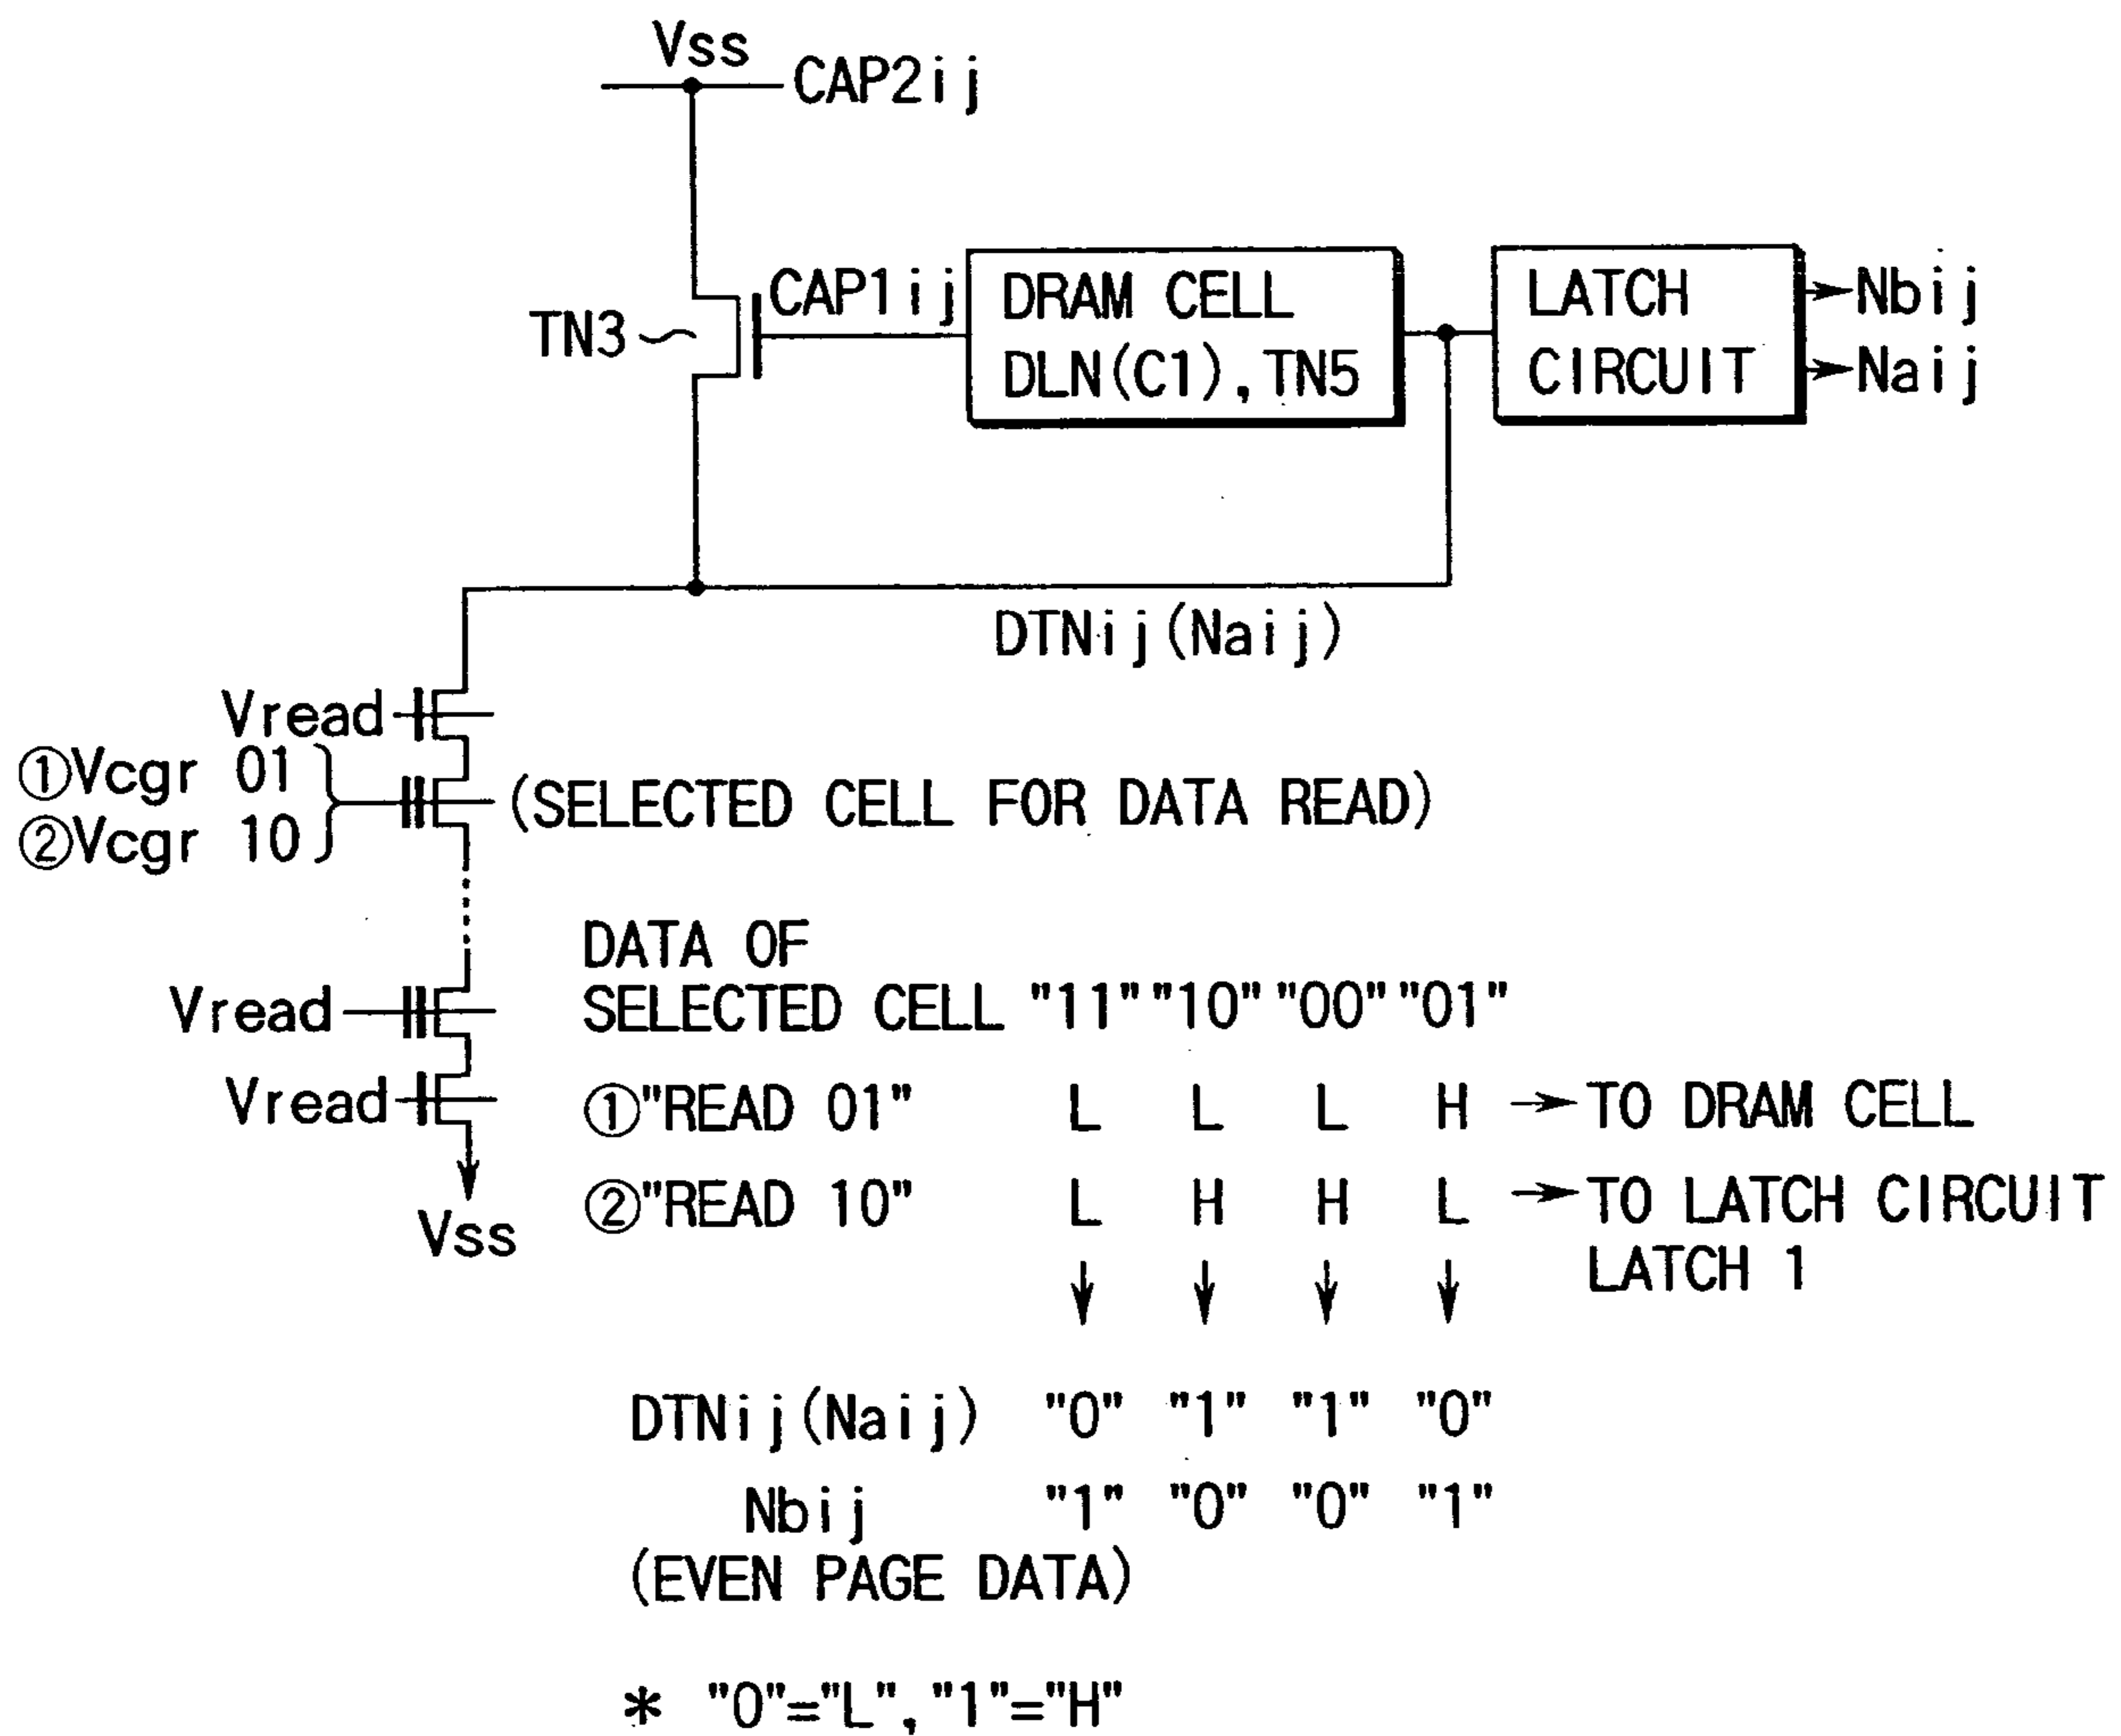 Vss
CAP2ij
TN3
CAP1ij
DRAM CELL
DLN(C1),TN5
LATCH
CIRCUIT
Nbij
Naij
DTNij(Naij)
Vread
①Vcgr 01
②Vcgr 10
(SELECTED CELL FOR DATA READ)
Vread
Vread
Vss
DATA OF
SELECTED CELL "11" "10" "00" "01"
①"READ 01" L L L H → TO DRAM CELL
②"READ 10" L H H L → TO LATCH CIRCUIT
LATCH 1
DTNij(Naij) "0" "1" "1" "0"
Nbij "1" "0" "0" "1"
(EVEN PAGE DATA)
* "0"="L","1"="H"